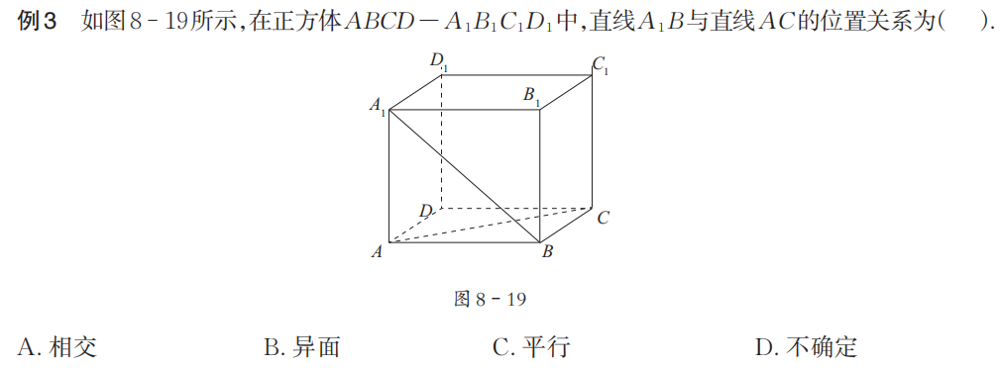 例3 如图8-19所示,在正方体ABCD-A₁B₁C₁D₁中,直线A₁B与直线AC的位置关系为( ).
D₁
C₁
A₁
B₁
D
C
A
B
图8-19
A. 相交 B. 异面 C. 平行 D. 不确定